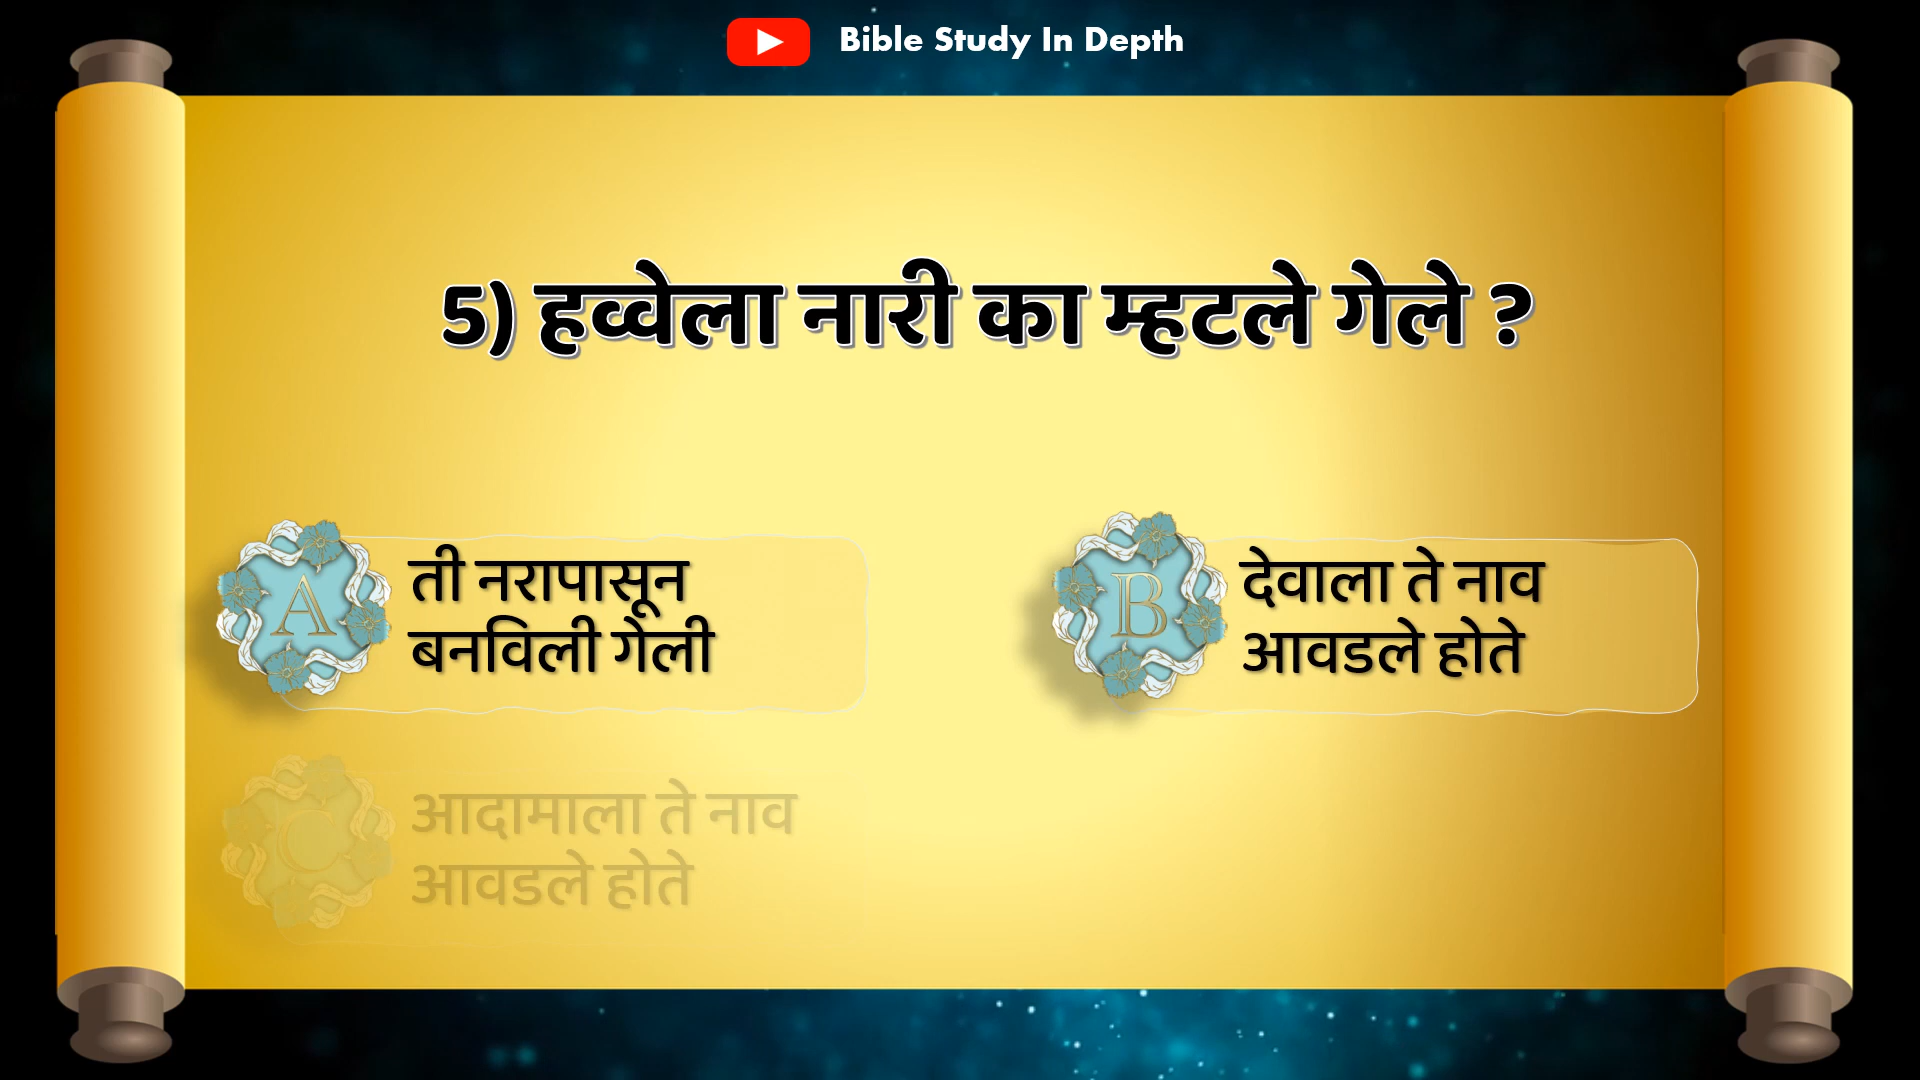 Bible Study In Depth
5) हव्वेला नारी का म्हटले गेले ?
A
ती नरापासून
बनविली गेली
B
देवाला ते नाव
आवडले होते
C
आदामाला ते नाव
आवडले होते